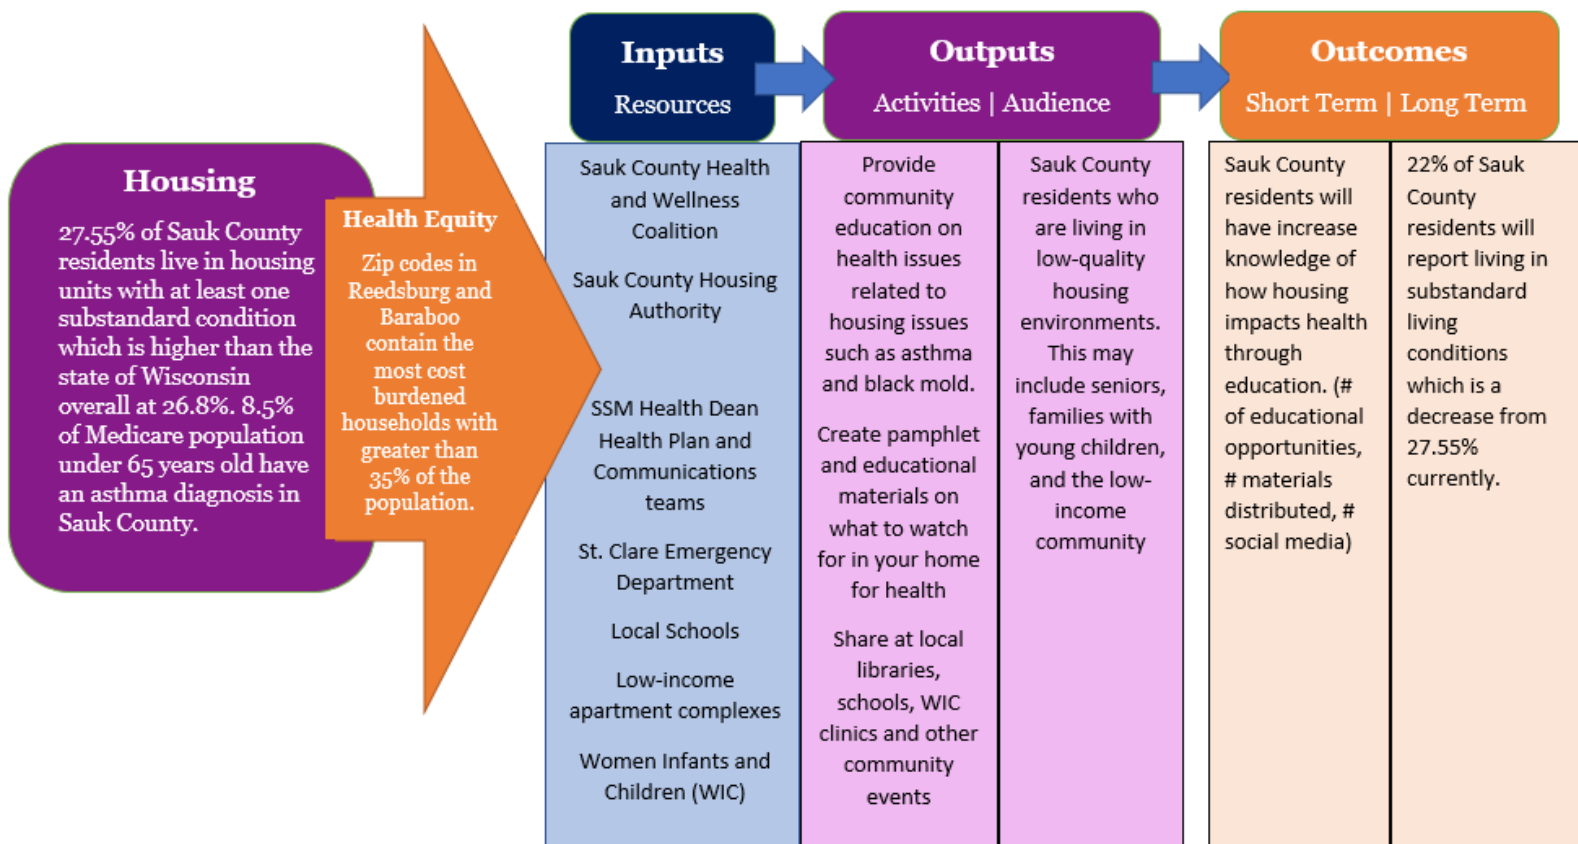 Housing
27.55% of Sauk County
residents live in housing
units with at least one
substandard condition
which is higher than the
state of Wisconsin
overall at 26.8%. 8.5%
of Medicare population
under 65 years old have
an asthma diagnosis in
Sauk County.
Health Equity
Zip codes in
Reedsburg and
Baraboo
contain the
most cost
burdened
households with
greater than
35% of the
population.
Inputs
Resources
Sauk County Health
and Wellness
Coalition
Sauk County Housing
Authority
SSM Health Dean
Health Plan and
Communications
teams
St. Clare Emergency
Department
Local Schools
Low-income
apartment complexes
Women Infants and
Children (WIC)
Outputs
Activities | Audience
Provide
community
education on
health issues
related to
housing issues
such as asthma
and black mold.
Create pamphlet
and educational
materials on
what to watch
for in your home
for health
Share at local
libraries,
schools, WIC
clinics and other
community
events
Sauk County
residents who
are living in
low-quality
housing
environments.
This may
include seniors,
families with
young children,
and the low-
income
community
Outcomes
Short Term | Long Term
Sauk County
residents will
have increase
knowledge of
how housing
impacts health
through
education. (#
of educational
opportunities,
# materials
distributed, #
social media)
22% of Sauk
County
residents will
report living in
substandard
living
conditions
which is a
decrease from
27.55%
currently.